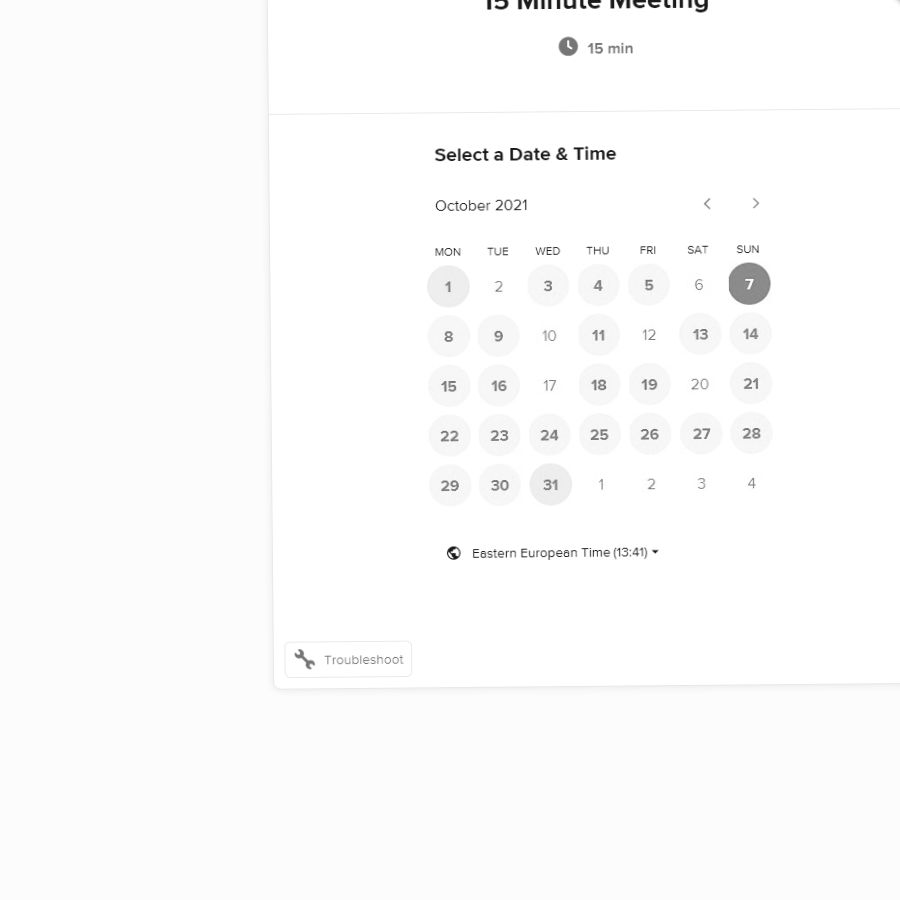 15 Minute Meeting
15 min
Select a Date & Time
October 2021
MON TUE WED THU FRI SAT SUN
1 2 3 4 5 6 7
8 9 10 11 12 13 14
15 16 17 18 19 20 21
22 23 24 25 26 27 28
29 30 31 1 2 3 4
Eastern European Time (13:41)
Troubleshoot